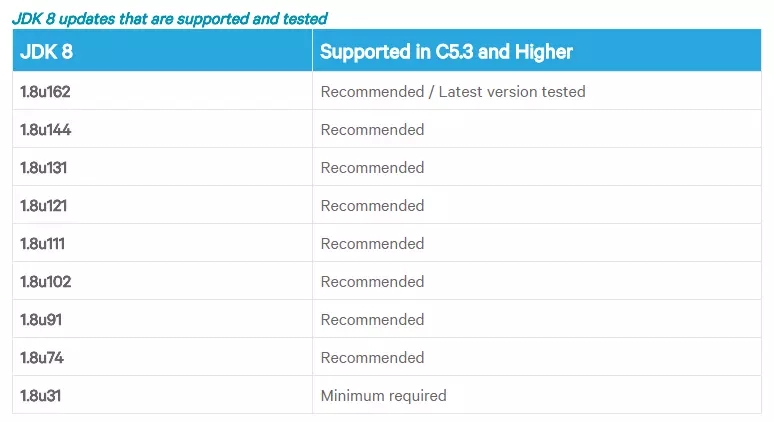 JDK 8 updates that are supported and tested
JDK 8 Supported in C5.3 and Higher
1.8u162 Recommended / Latest version tested
1.8u144 Recommended
1.8u131 Recommended
1.8u121 Recommended
1.8u111 Recommended
1.8u102 Recommended
1.8u91 Recommended
1.8u74 Recommended
1.8u31 Minimum required